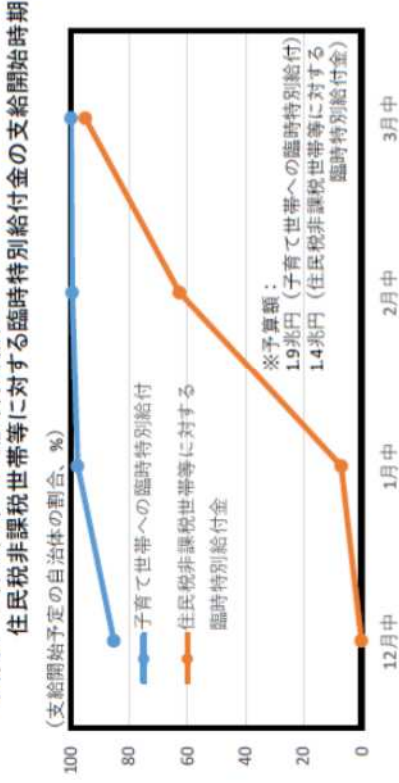 住民税非課税世帯等に対する臨時特別給付金の支給開始時期
(支給開始予定の自治体の割合、%)
100
80
60
40
20
0
子育て世帯への臨時特別給付
住民税非課税世帯等に対する
臨時特別給付金
※予算額:
1.9兆円(子育て世帯への臨時特別給付)
1.4兆円(住民税非課税世帯等に対する
臨時特別給付金)
12月中
1月中
2月中
3月中